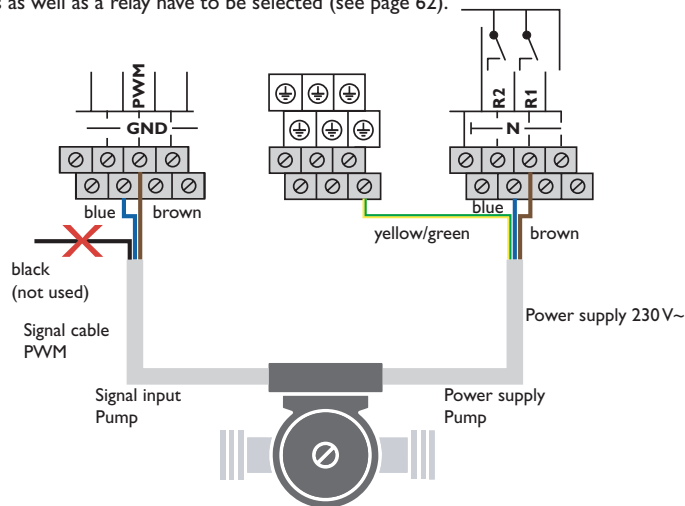 as well as a relay have to be selected (see page 62).
PWM
GND
R2
R1
N
blue
brown
blue
yellow/green
brown
black
(not used)
Signal cable
PWM
Power supply 230 V~
Signal input
Pump
Power supply
Pump